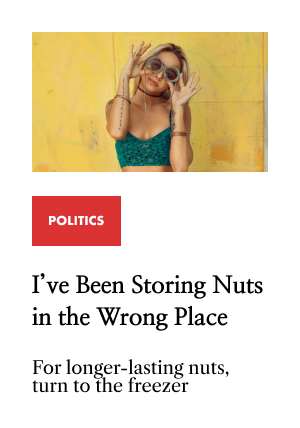 POLITICS
I’ve Been Storing Nuts
in the Wrong Place
For longer-lasting nuts,
turn to the freezer